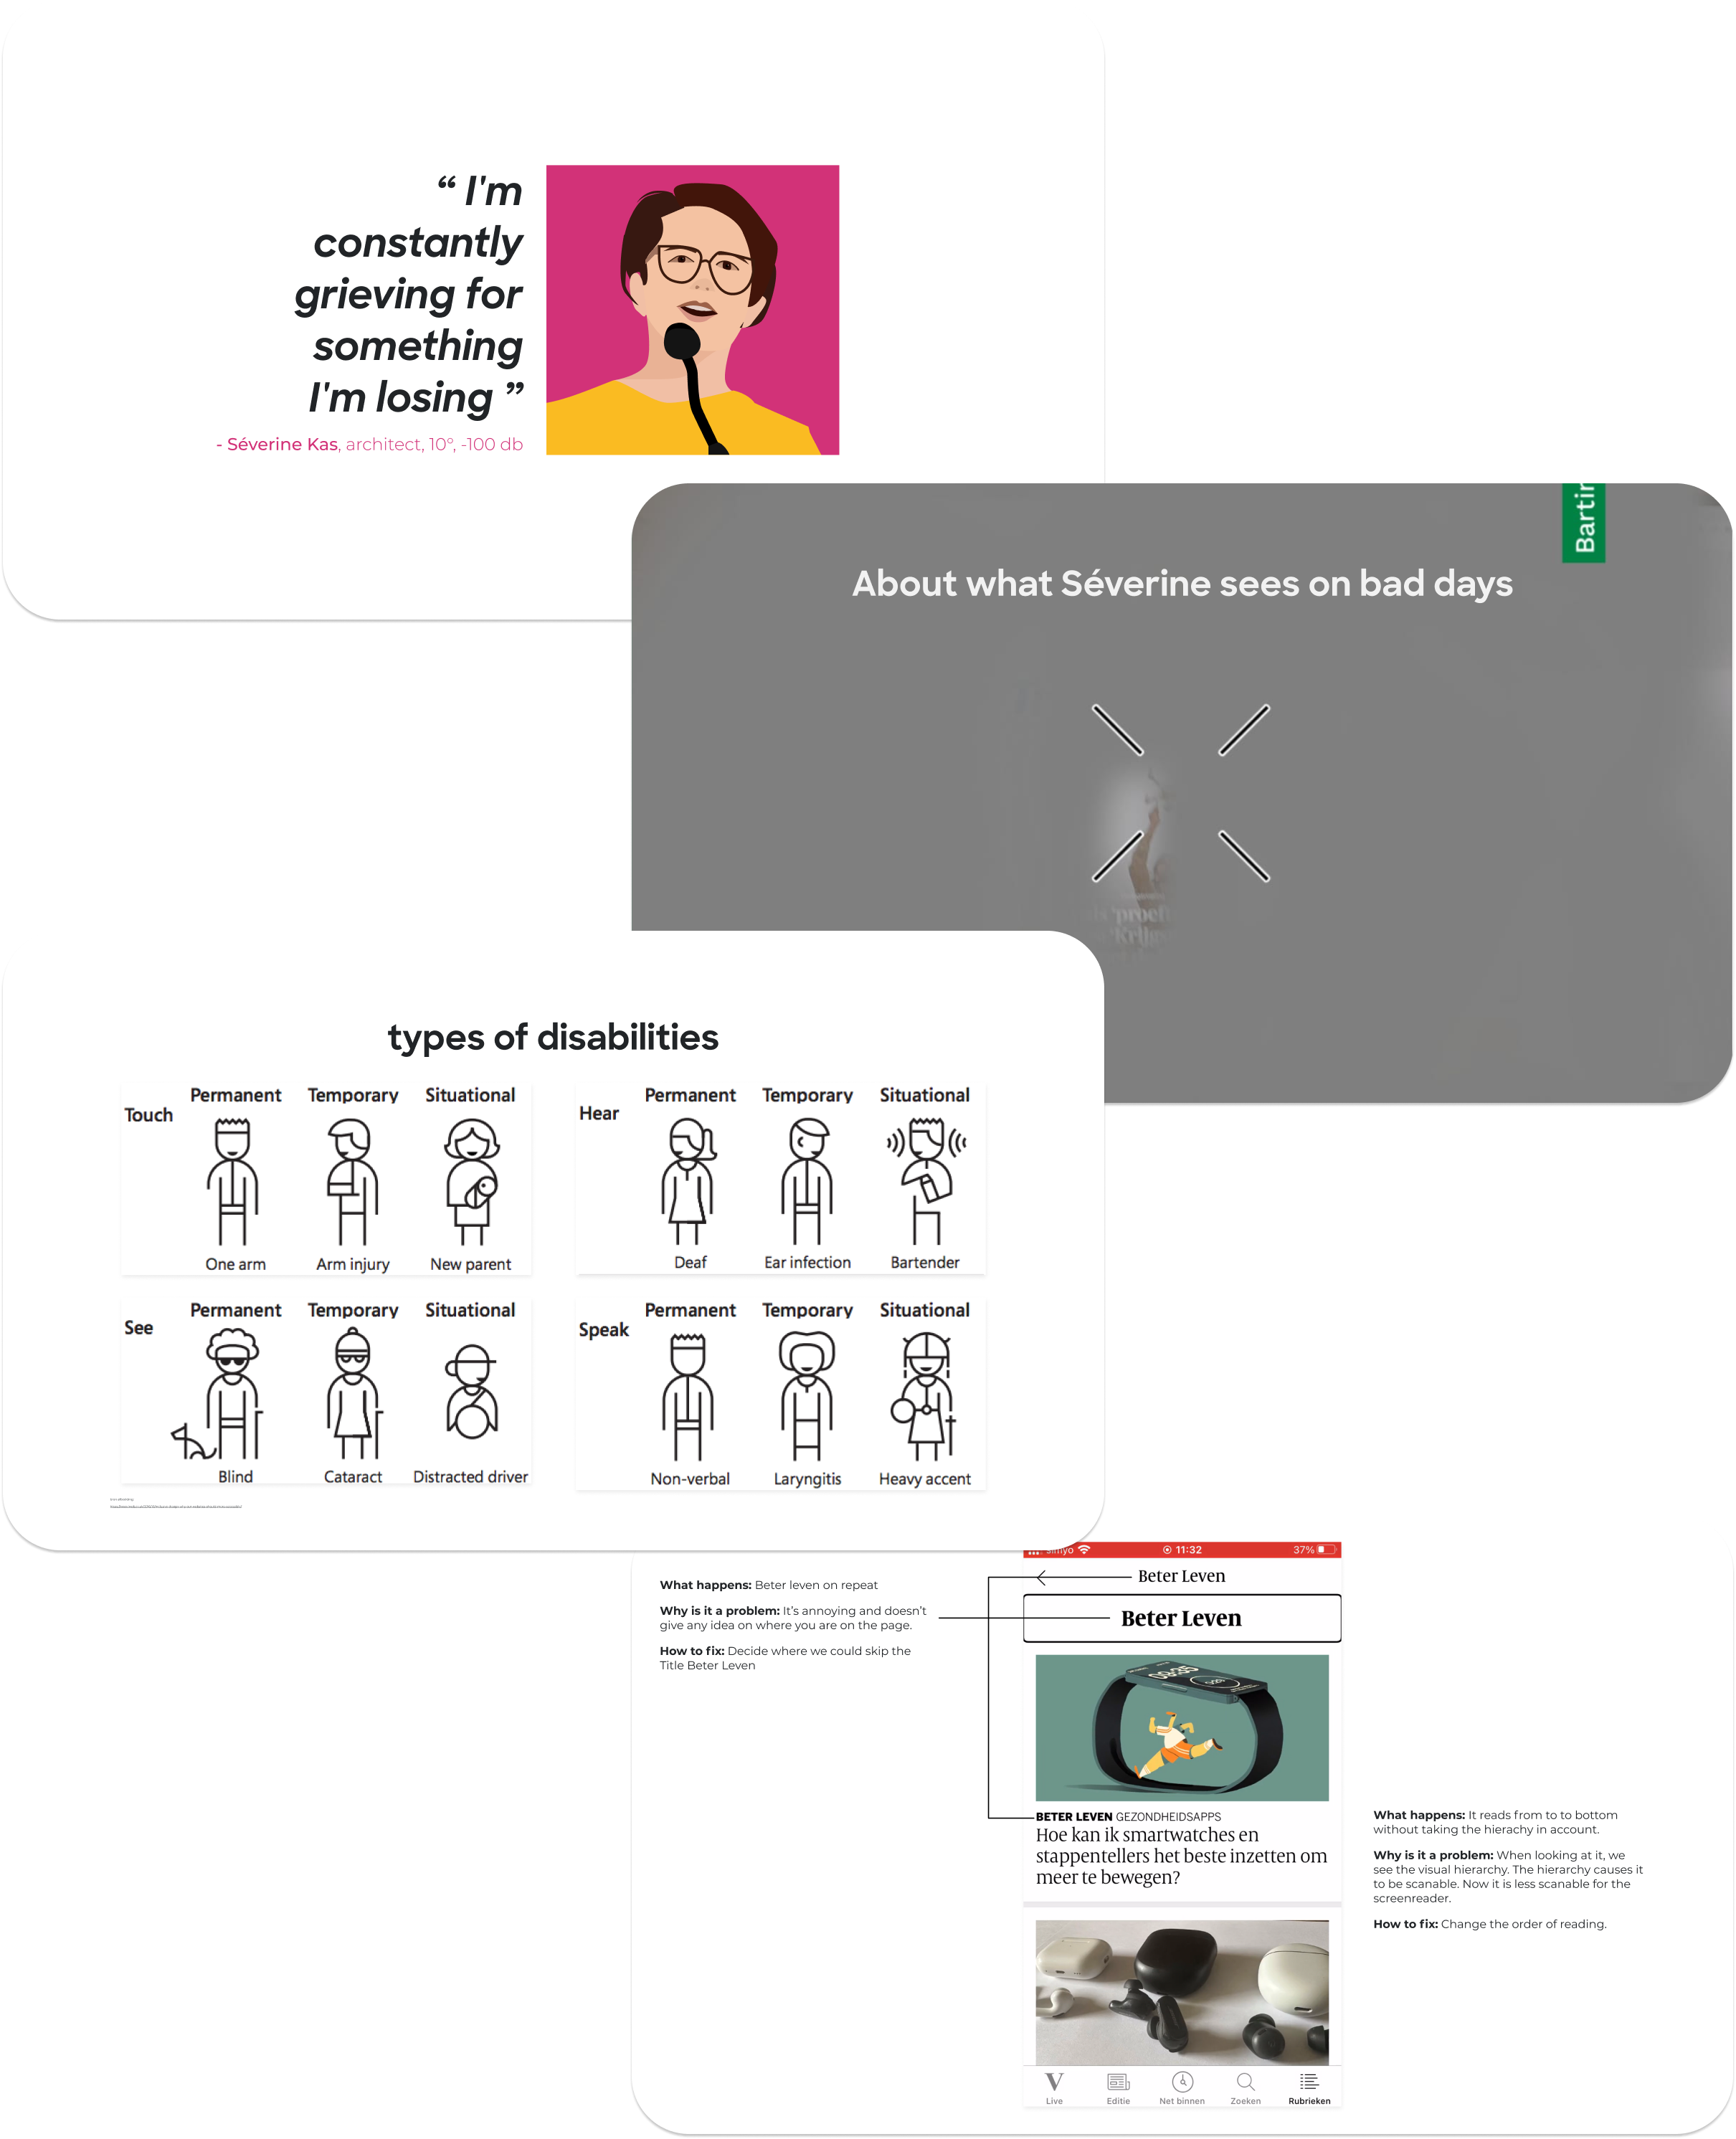 “ I'm
constantly
grieving for
something
I'm losing ”
- Séverine Kas, architect, 10°, -100 db
Bartir
About what Séverine sees on bad days
types of disabilities
Touch
Permanent Temporary Situational
One arm Arm injury New parent
Hear
Permanent Temporary Situational
Deaf Ear infection Bartender
See
Permanent Temporary Situational
Blind Cataract Distracted driver
Speak
Permanent Temporary Situational
Non-verbal Laryngitis Heavy accent
What happens: Beter leven on repeat
Why is it a problem: It’s annoying and doesn’t
give any idea on where you are on the page.
How to fix: Decide where we could skip the
Title Beter Leven
simyo 11:32 37%
Beter Leven
Beter Leven
BETER LEVEN GEZONDHEIDSAPPS
Hoe kan ik smartwatches en
stappentellers het beste inzetten om
meer te bewegen?
Live Editie Net binnen Zoeken Rubrieken
What happens: It reads from to to bottom
without taking the hierachy in account.
Why is it a problem: When looking at it, we
see the visual hierarchy. The hierarchy causes it
to be scanable. Now it is less scanable for the
screenreader.
How to fix: Change the order of reading.